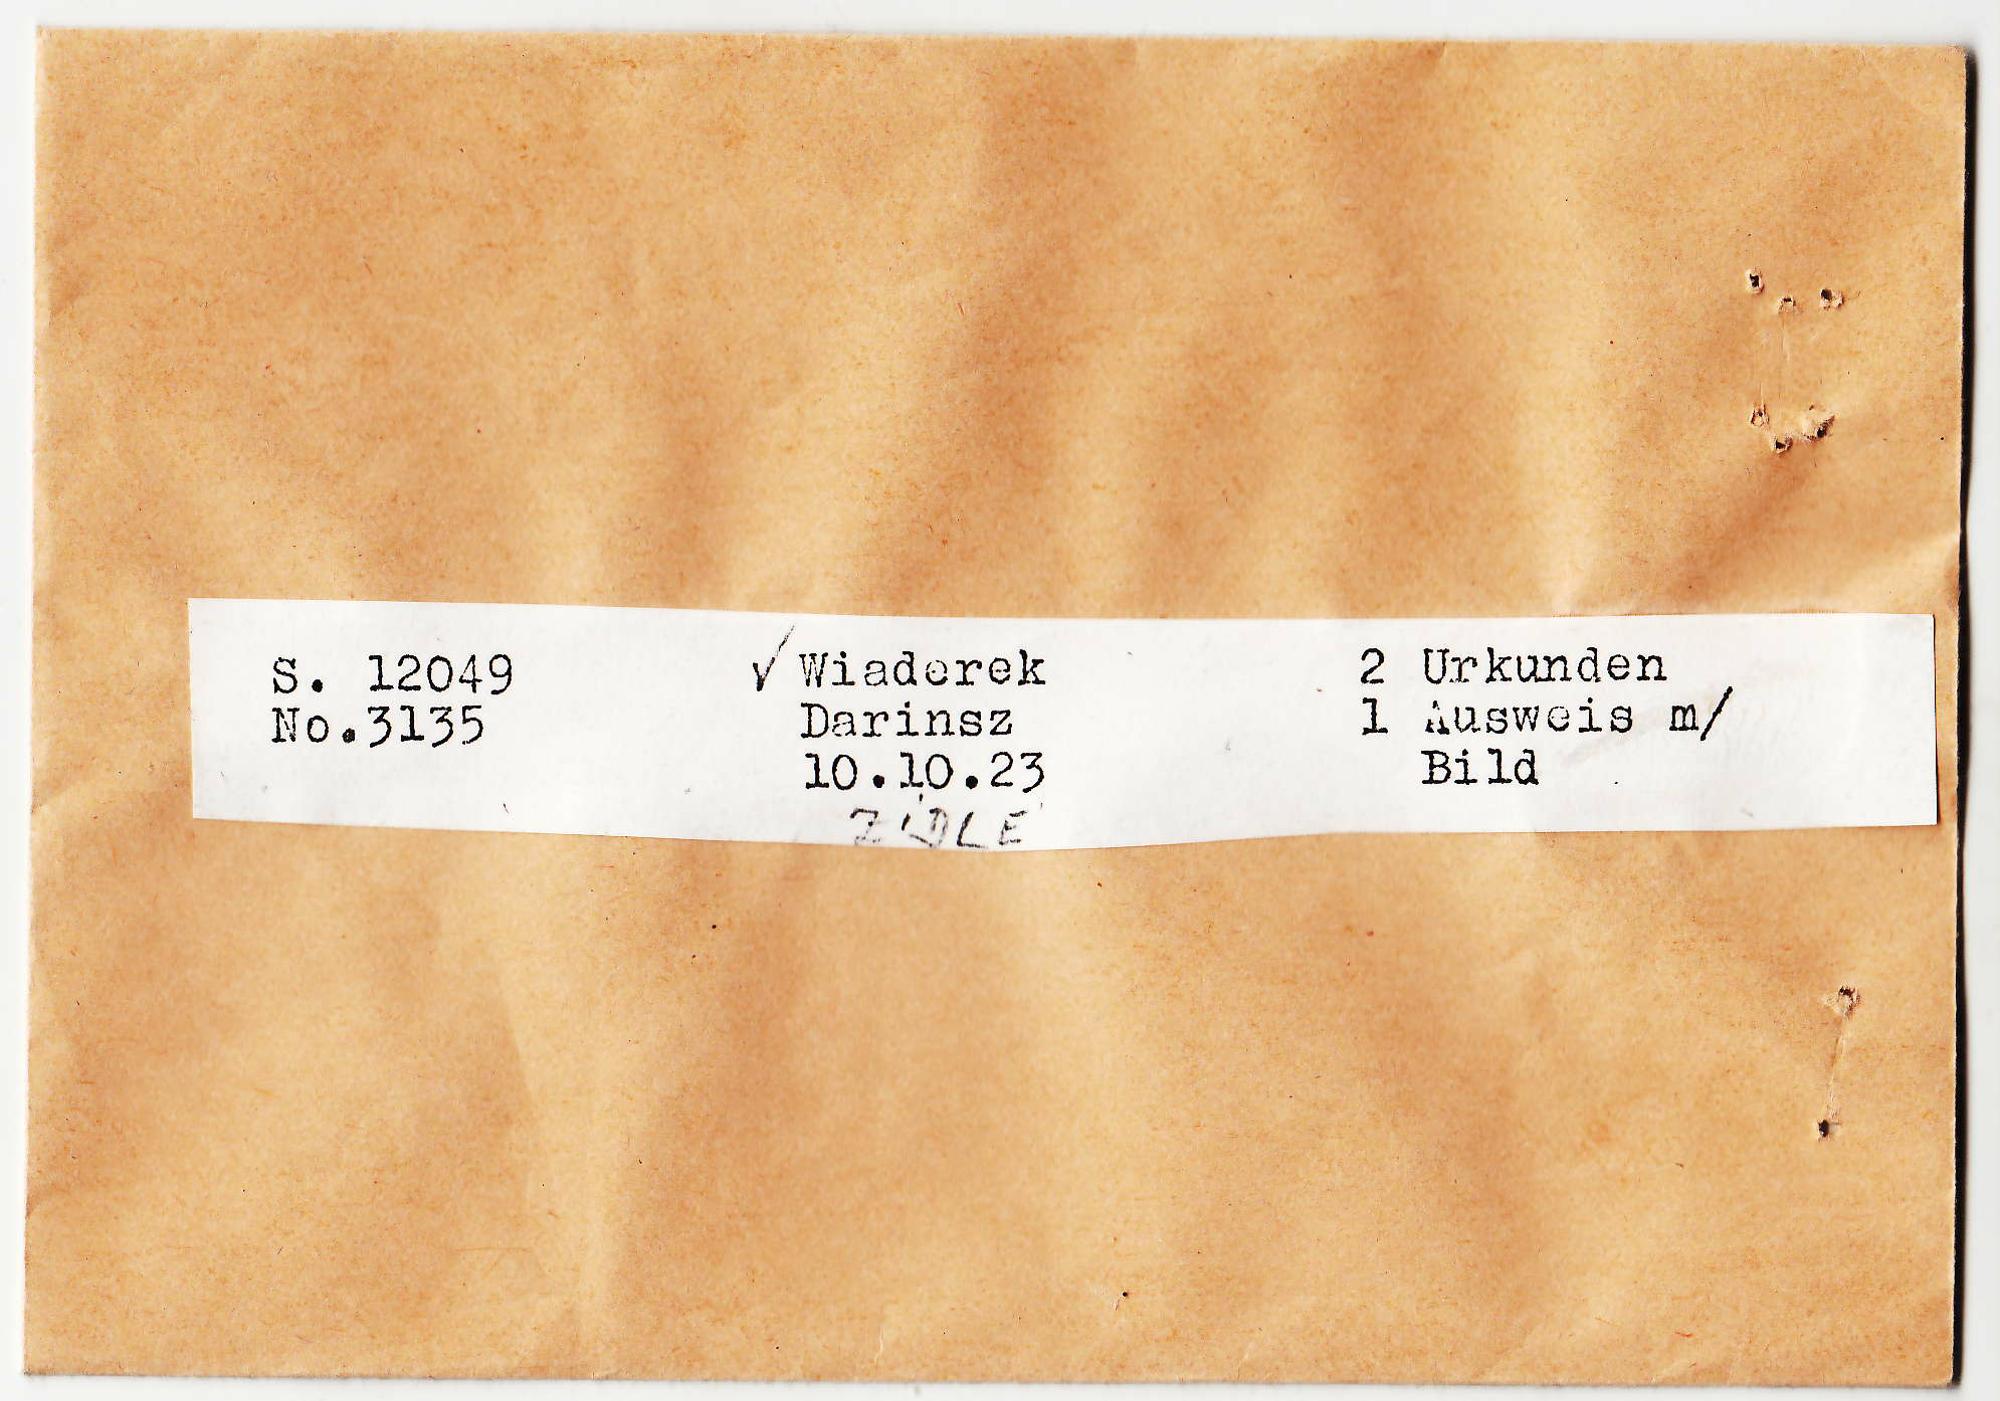 S. 12049
No.3135
✓ Wiaderek
Darinsz
10.10.23
ZIDLE
2 Urkunden
1 Ausweis m/
Bild